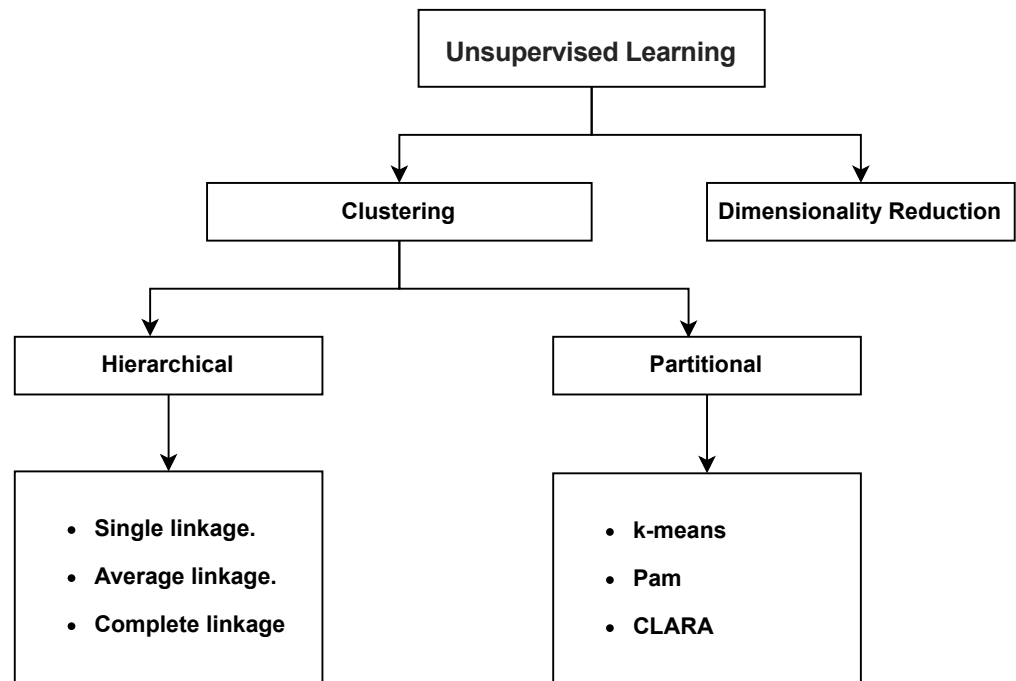 Unsupervised Learning
Clustering
Dimensionality Reduction
Hierarchical
Partitional
• Single linkage.
• Average linkage.
• Complete linkage
• k-means
• Pam
• CLARA